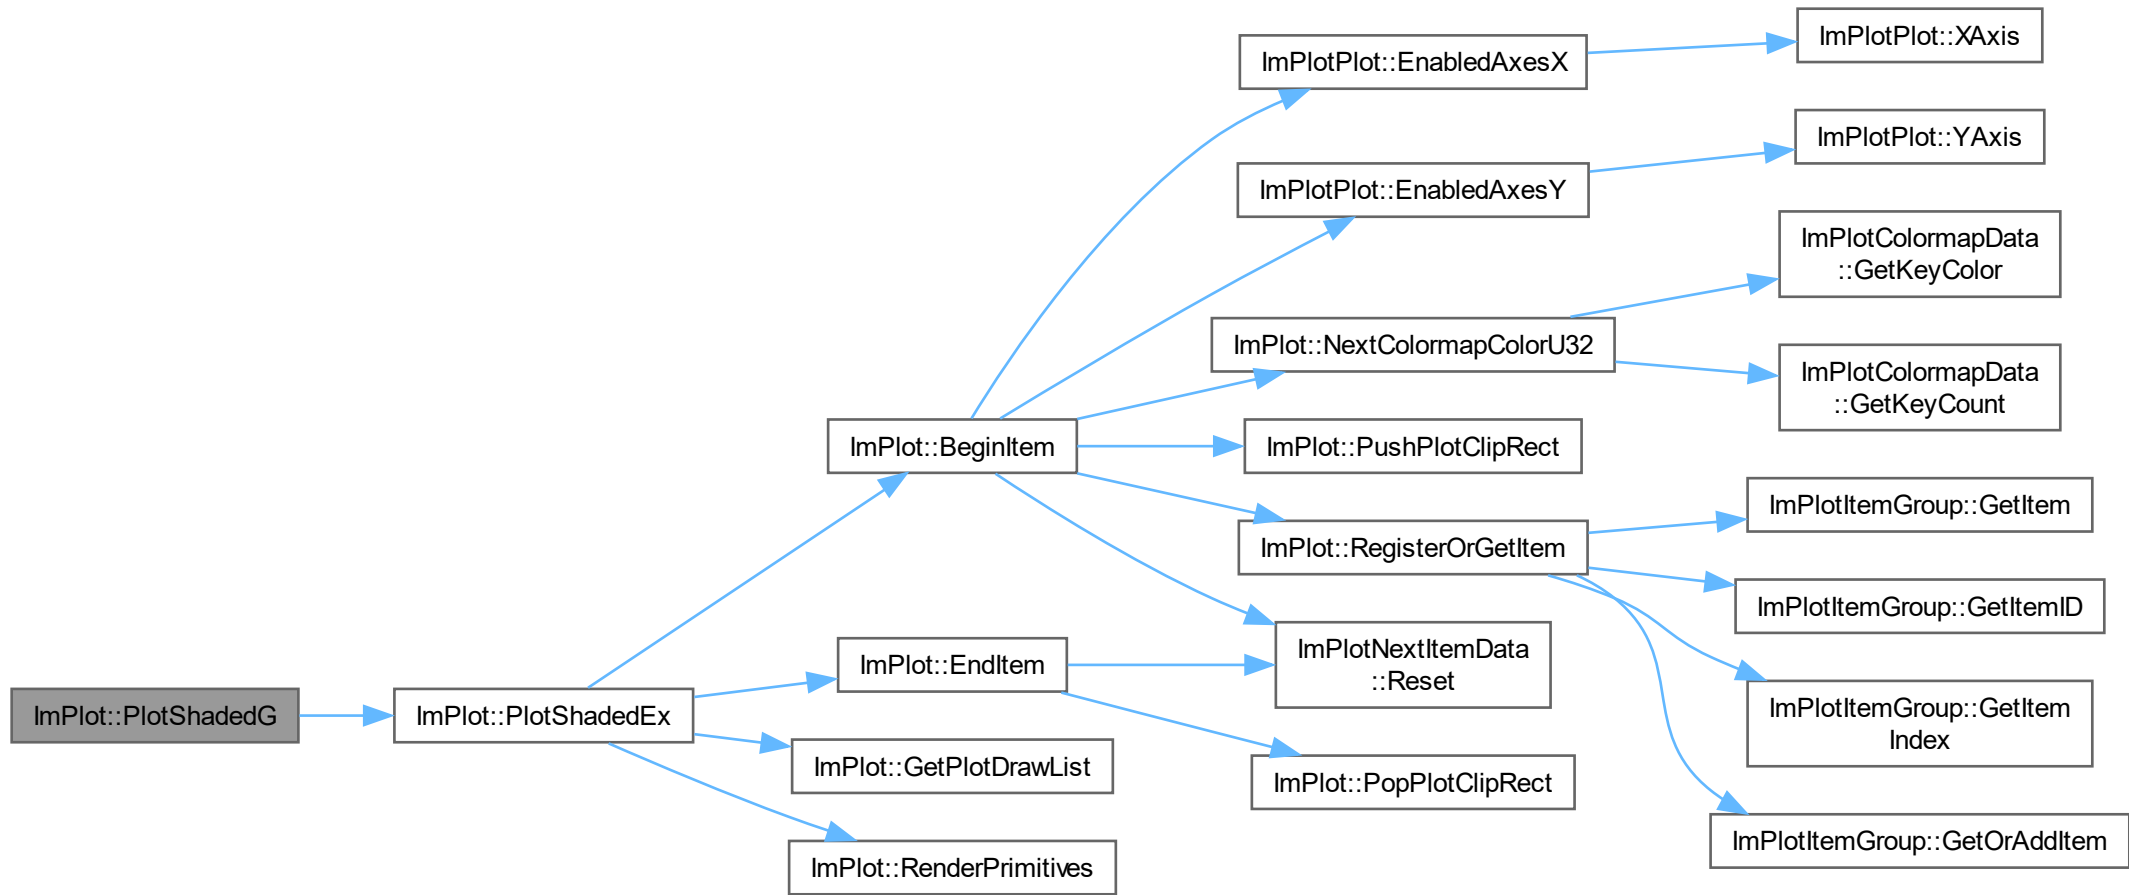 ImPlot::PlotShadedG
ImPlot::PlotShadedEx
ImPlot::BeginItem
ImPlot::EndItem
ImPlot::GetPlotDrawList
ImPlot::RenderPrimitives
ImPlotPlot::EnabledAxesX
ImPlotPlot::EnabledAxesY
ImPlot::NextColormapColorU32
ImPlot::PushPlotClipRect
ImPlot::RegisterOrGetItem
ImPlotNextItemData
::Reset
ImPlot::PopPlotClipRect
ImPlotPlot::XAxis
ImPlotPlot::YAxis
ImPlotColormapData
::GetKeyColor
ImPlotColormapData
::GetKeyCount
ImPlotItemGroup::GetItem
ImPlotItemGroup::GetItemID
ImPlotItemGroup::GetItem
Index
ImPlotItemGroup::GetOrAddItem